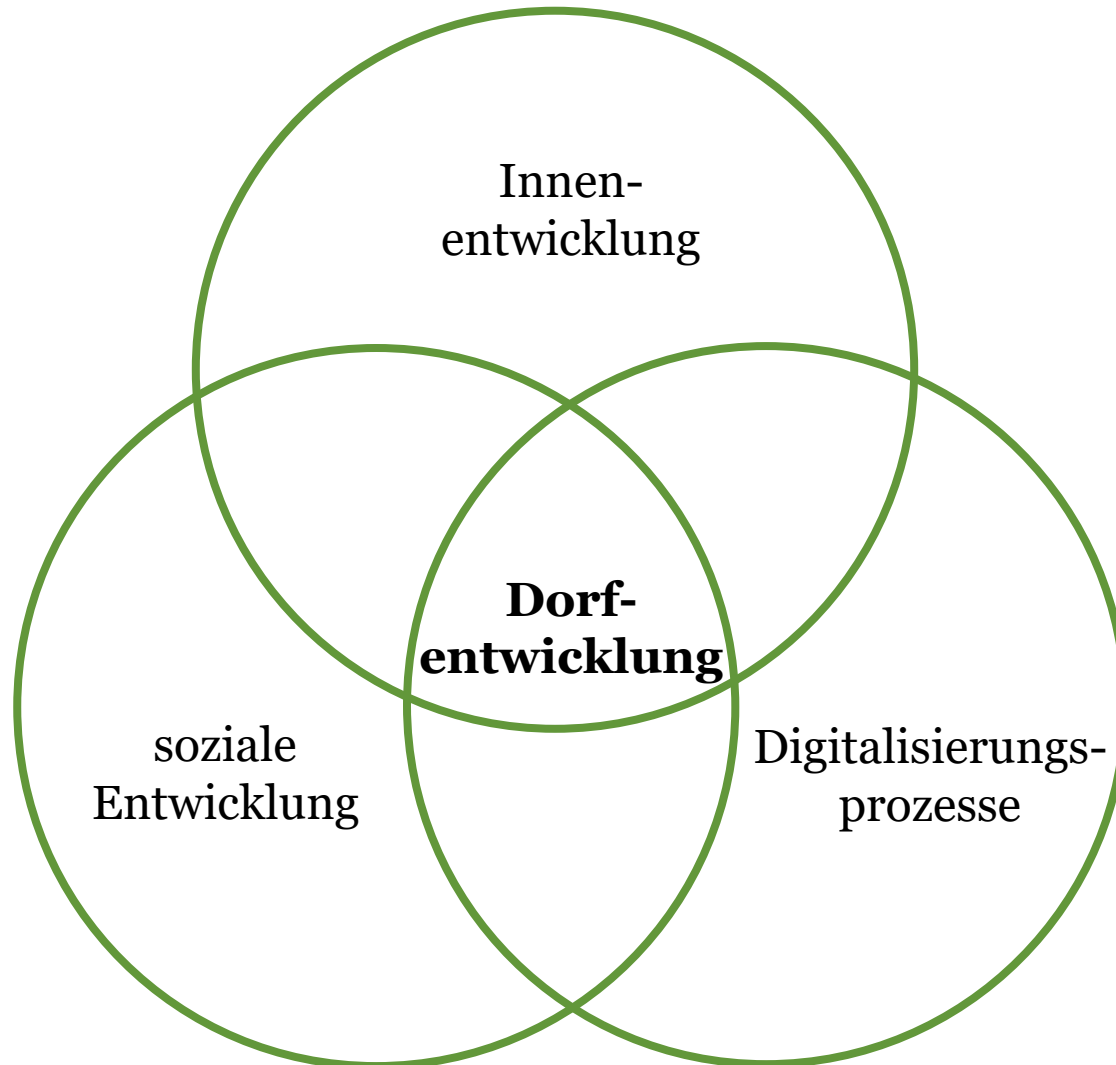 Innen-
entwicklung
Dorf-
entwicklung
soziale
Entwicklung
Digitalisierungs-
prozesse